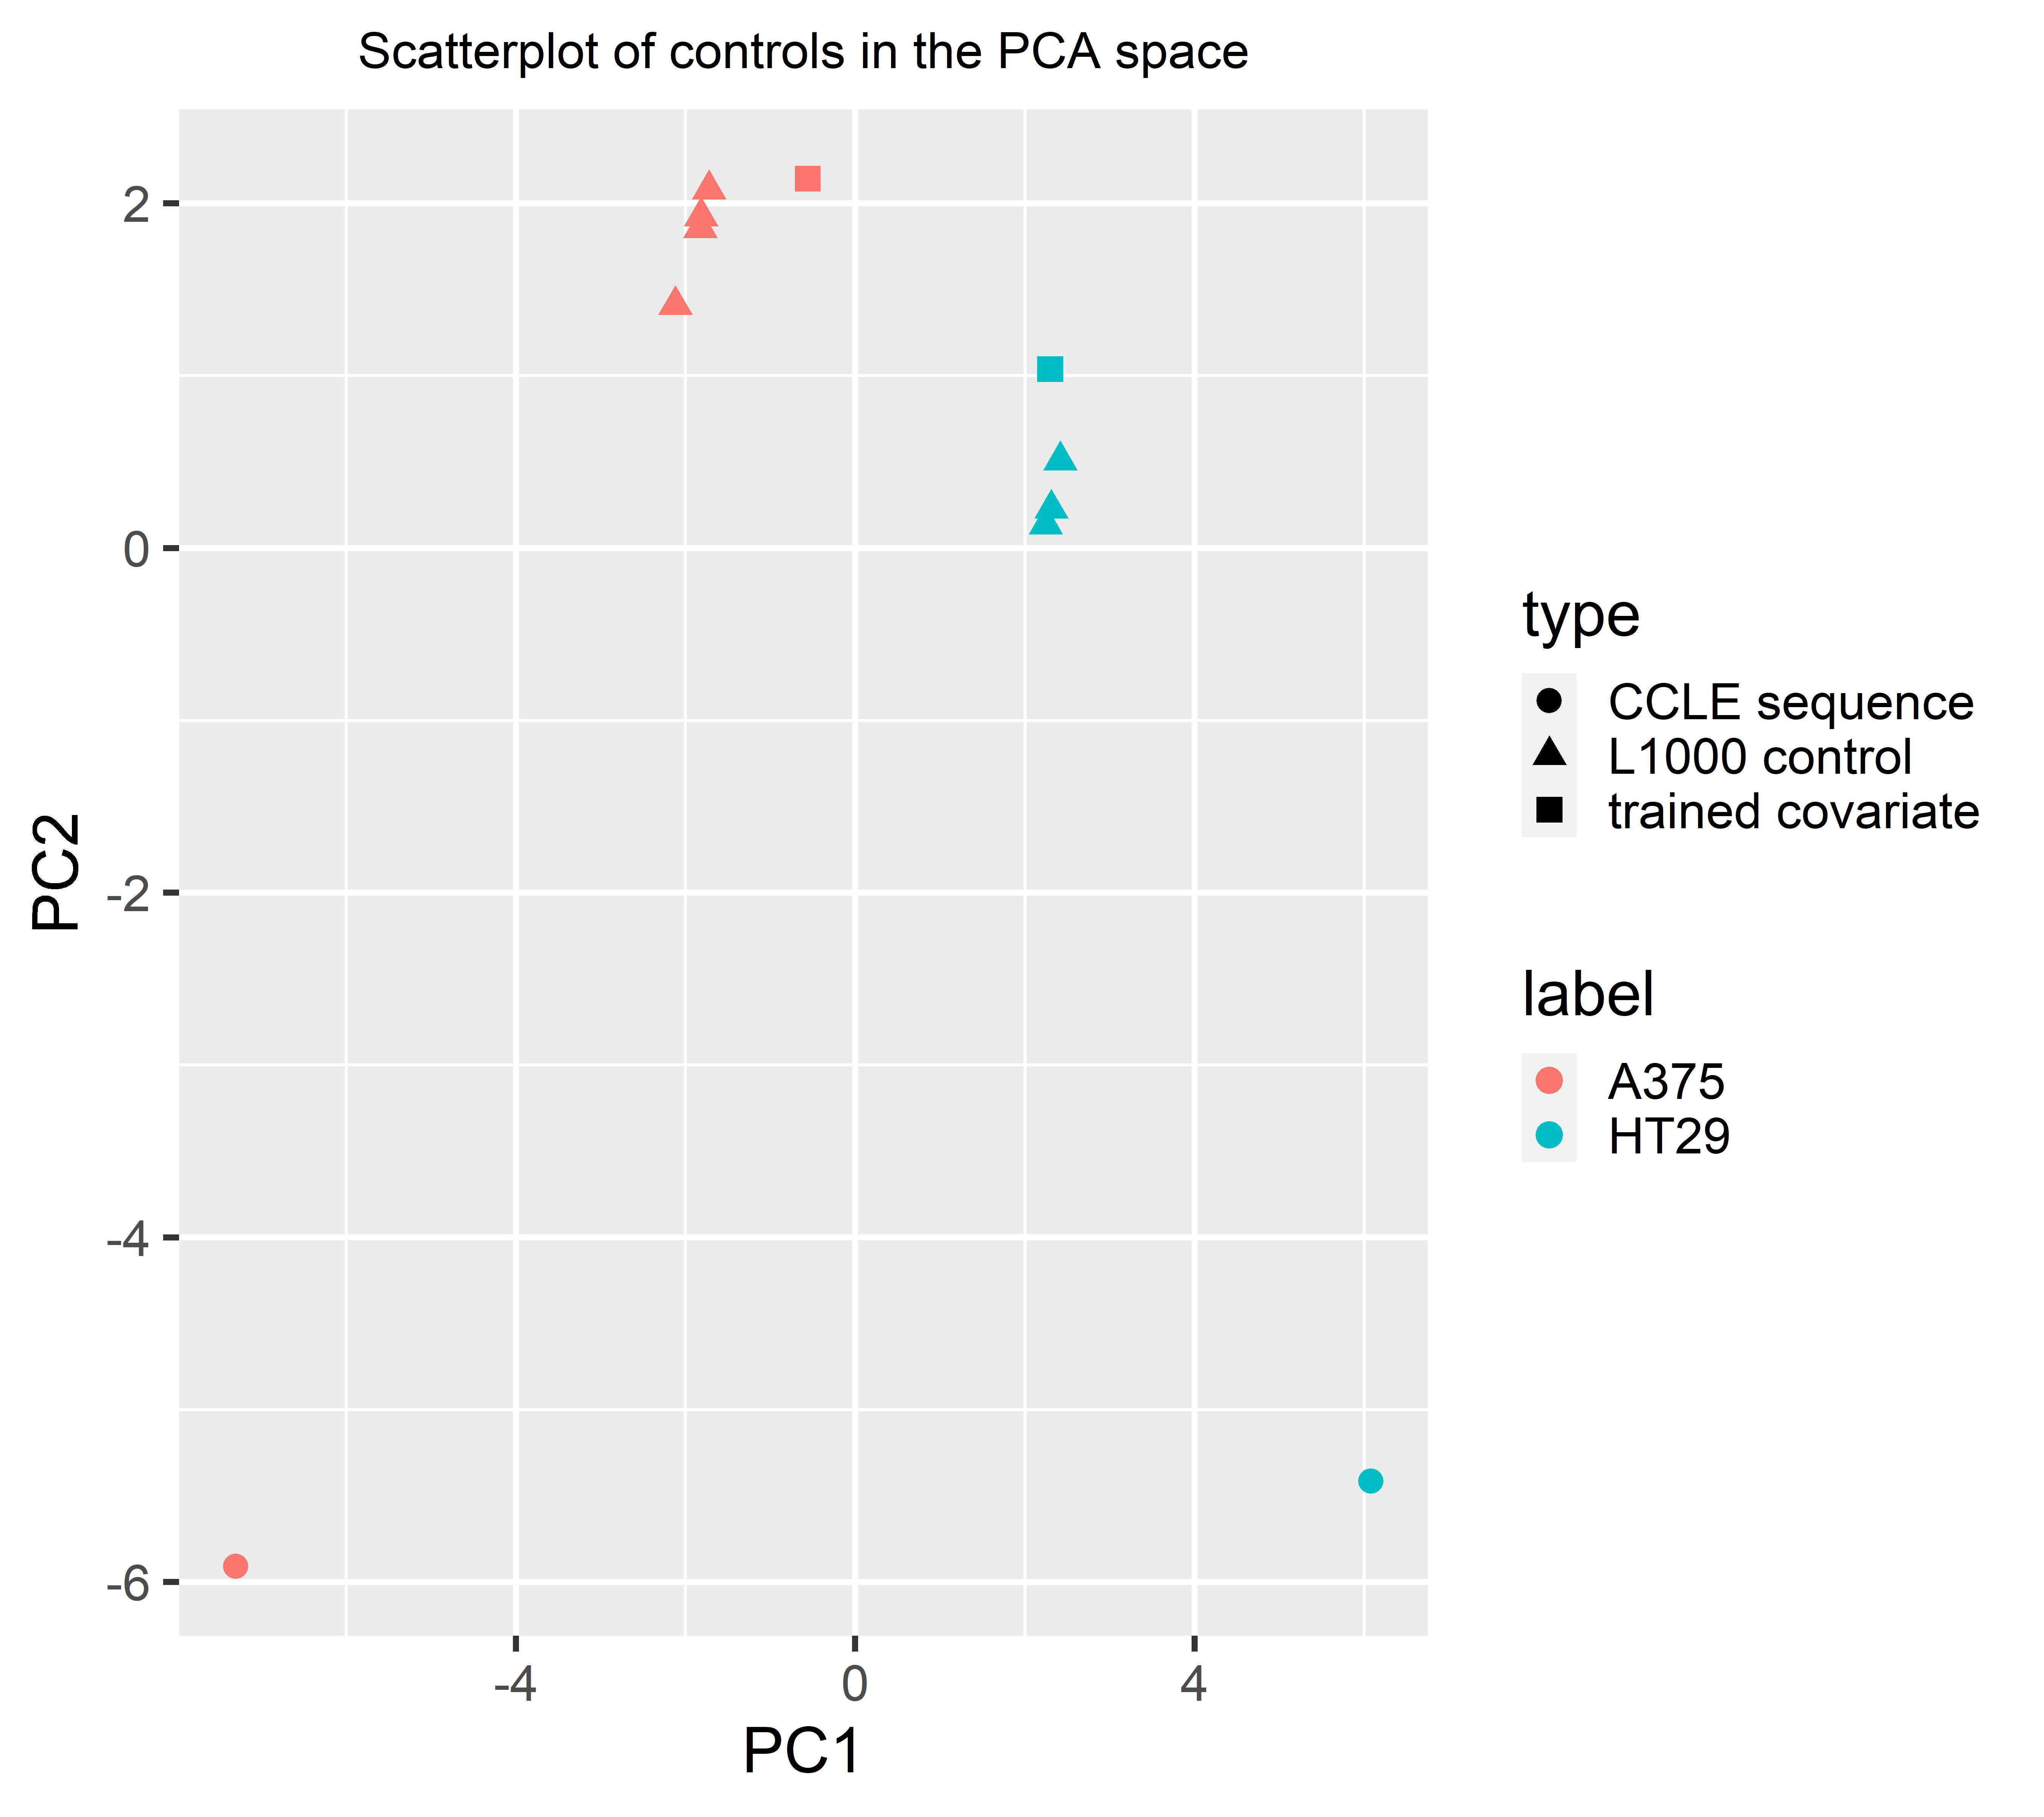 Scatterplot of controls in the PCA space
2
0
-2
-4
-6
PC2
-4 0 4
PC1
type
CCLE sequence
L1000 control
trained covariate
label
A375
HT29